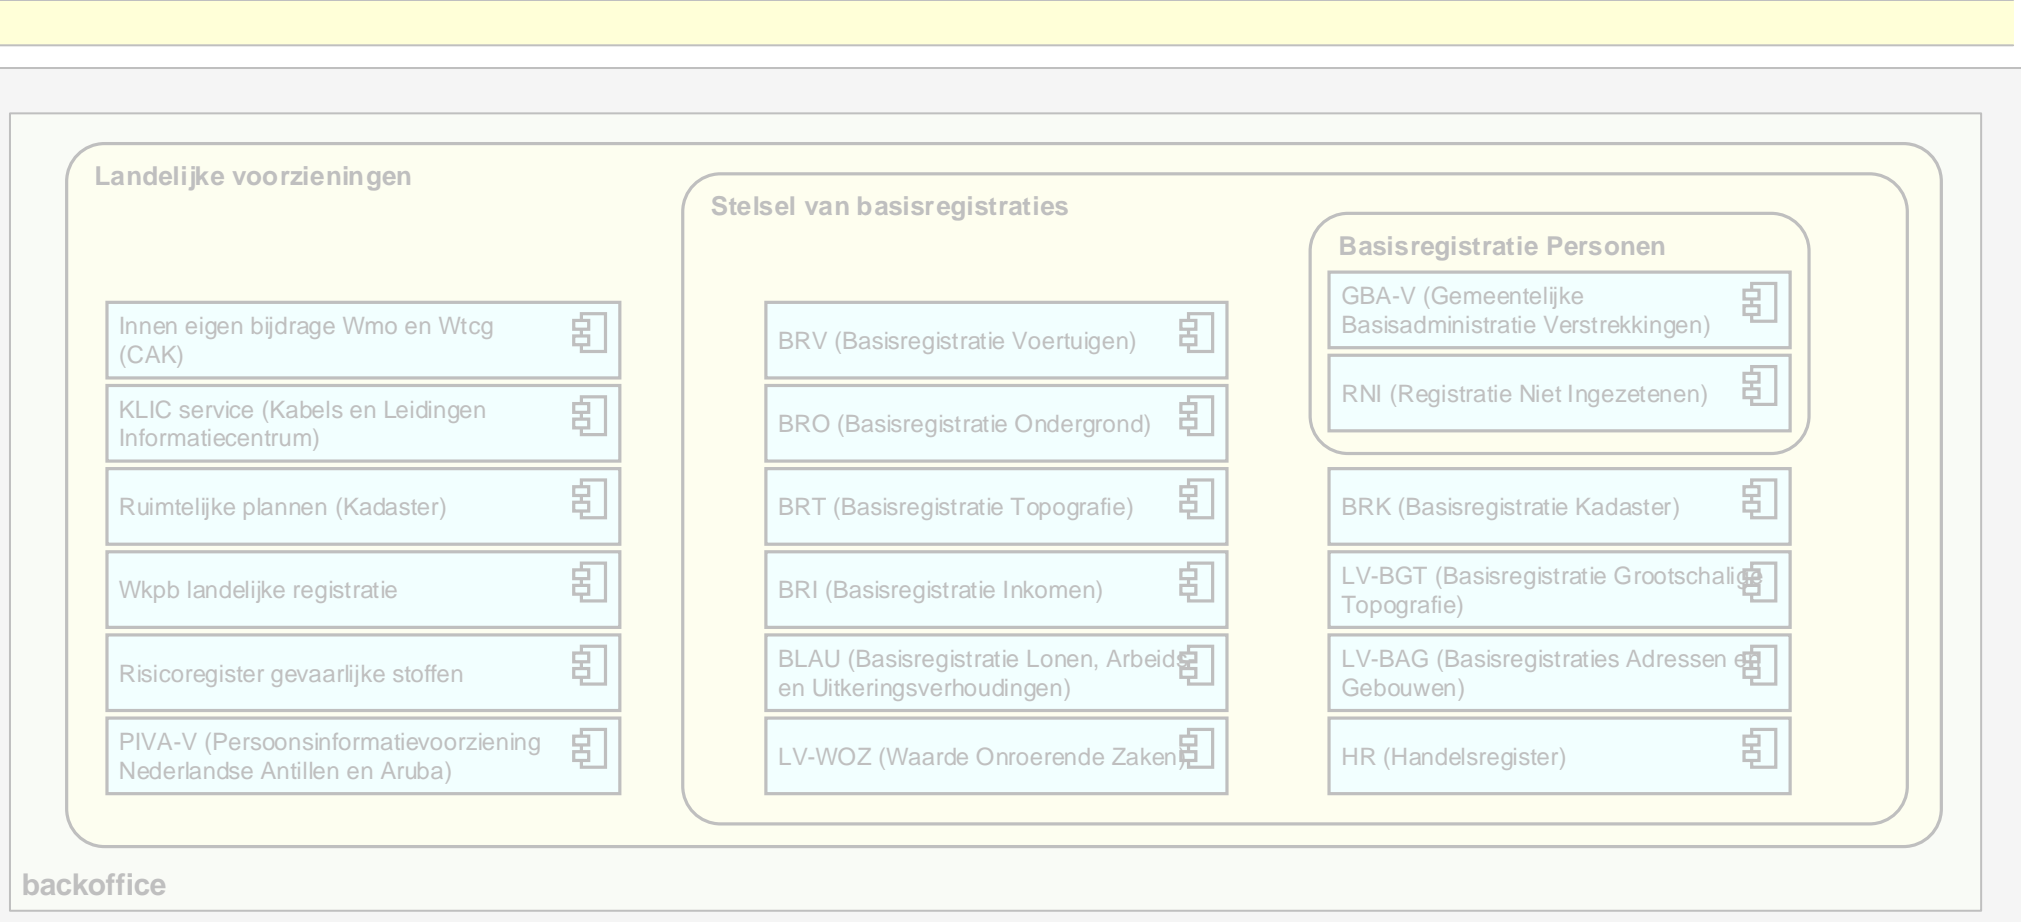 Landelijke voorzieningen
Innen eigen bijdrage Wmo en Wtcg
(CAK)
KLIC service (Kabels en Leidingen
Informatiecentrum)
Ruimtelijke plannen (Kadaster)
Wkpb landelijke registratie
Risicoregister gevaarlijke stoffen
PIVA-V (Persoonsinformatievoorziening
Nederlandse Antillen en Aruba)
Stelsel van basisregistraties
BRV (Basisregistratie Voertuigen)
BRO (Basisregistratie Ondergrond)
BRT (Basisregistratie Topografie)
BRI (Basisregistratie Inkomen)
BLAU (Basisregistratie Lonen, Arbeids-
en Uitkeringsverhoudingen)
LV-WOZ (Waarde Onroerende Zaken)
Basisregistratie Personen
GBA-V (Gemeentelijke
Basisadministratie Verstrekkingen)
RNI (Registratie Niet Ingezetenen)
BRK (Basisregistratie Kadaster)
LV-BGT (Basisregistratie Grootschalige
Topografie)
LV-BAG (Basisregistraties Adressen en
Gebouwen)
HR (Handelsregister)
backoffice